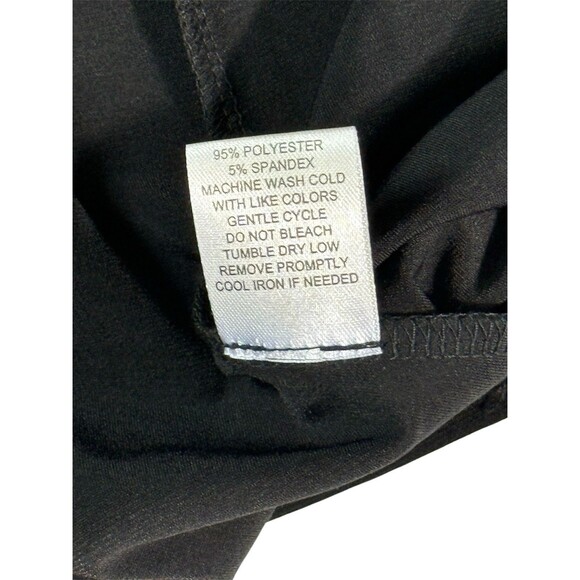 95% POLYESTER
5% SPANDEX
MACHINE WASH COLD
WITH LIKE COLORS
GENTLE CYCLE
DO NOT BLEACH
TUMBLE DRY LOW
REMOVE PROMPTLY
COOL IRON IF NEEDED